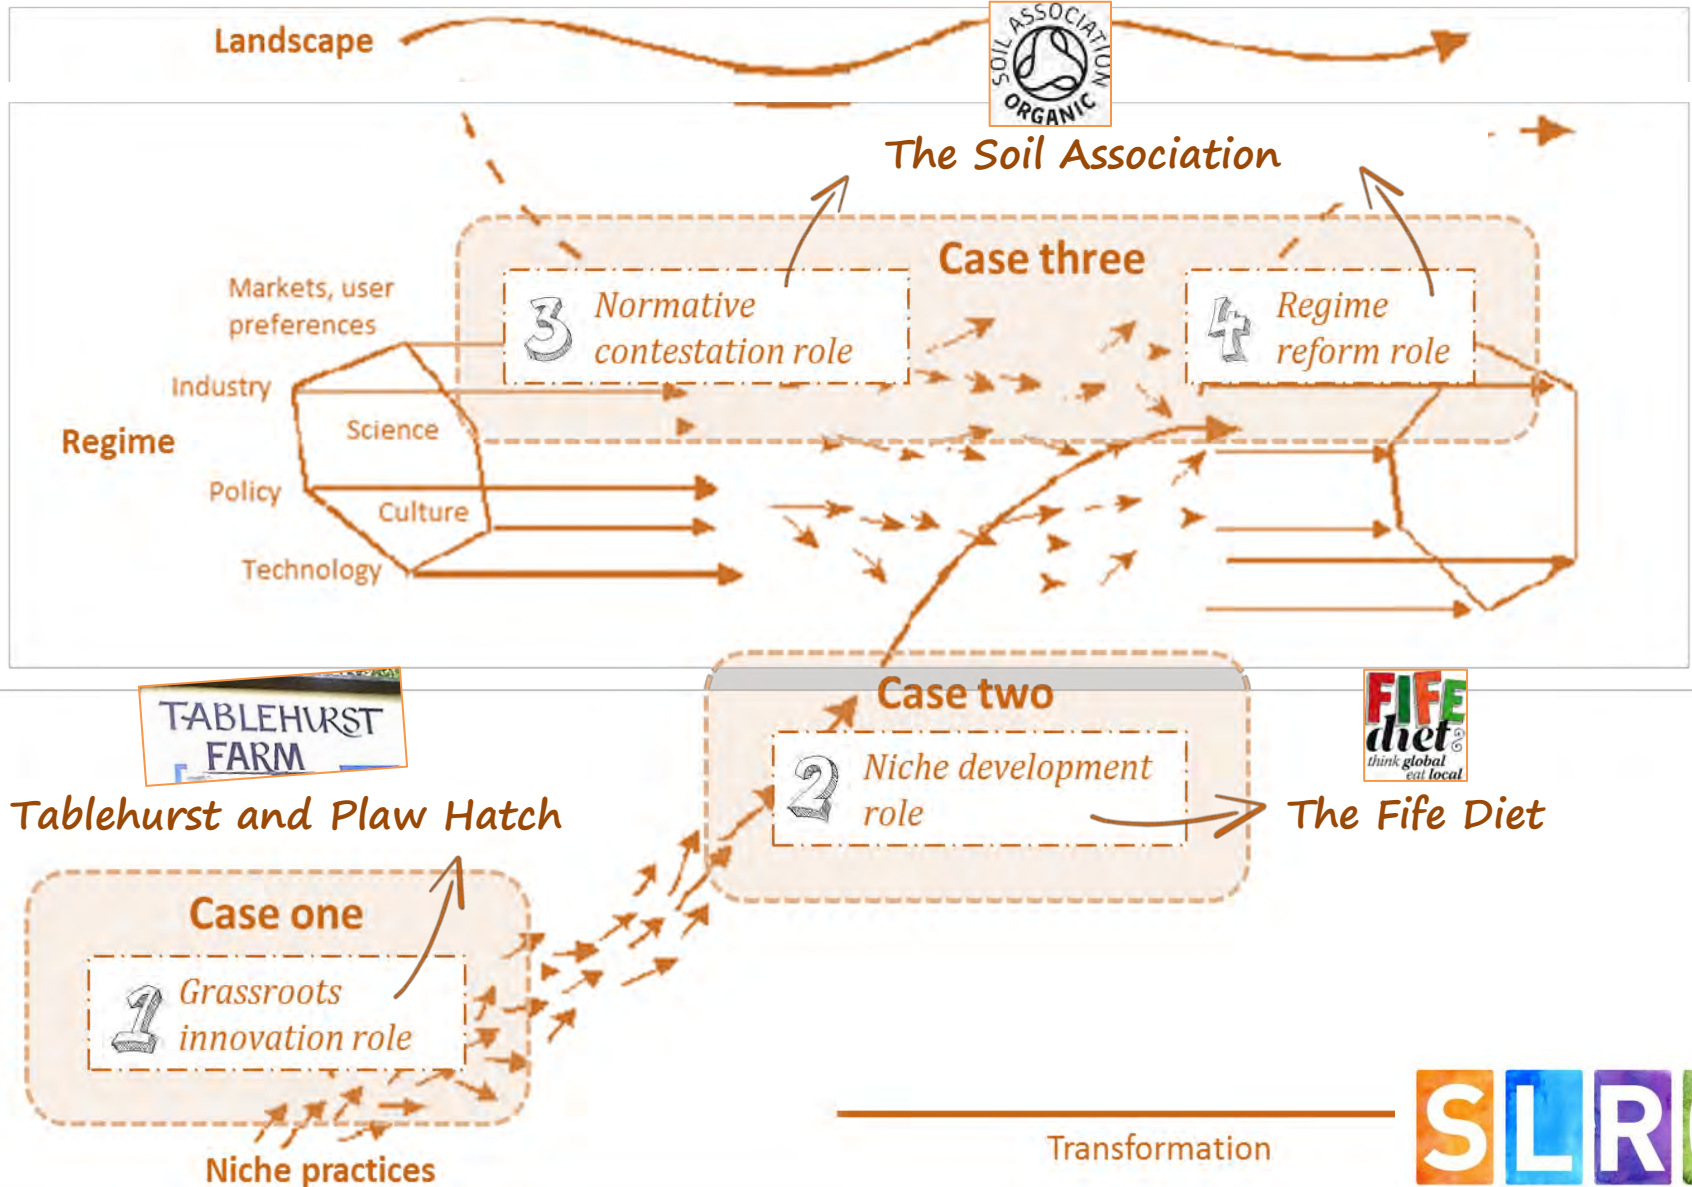 Landscape
SOIL ASSOCIATION
ORGANIC
The Soil Association
Case three
Markets, user
preferences
3 Normative
contestation role
4 Regime
reform role
Industry
Science
Regime
Policy
Culture
Technology
TABLEHURST
FARM
Case two
FIFE
diet
think global
eat local
2 Niche development
role
Tablehurst and Plaw Hatch
The Fife Diet
Case one
1 Grassroots
innovation role
Transformation
SLR
Niche practices